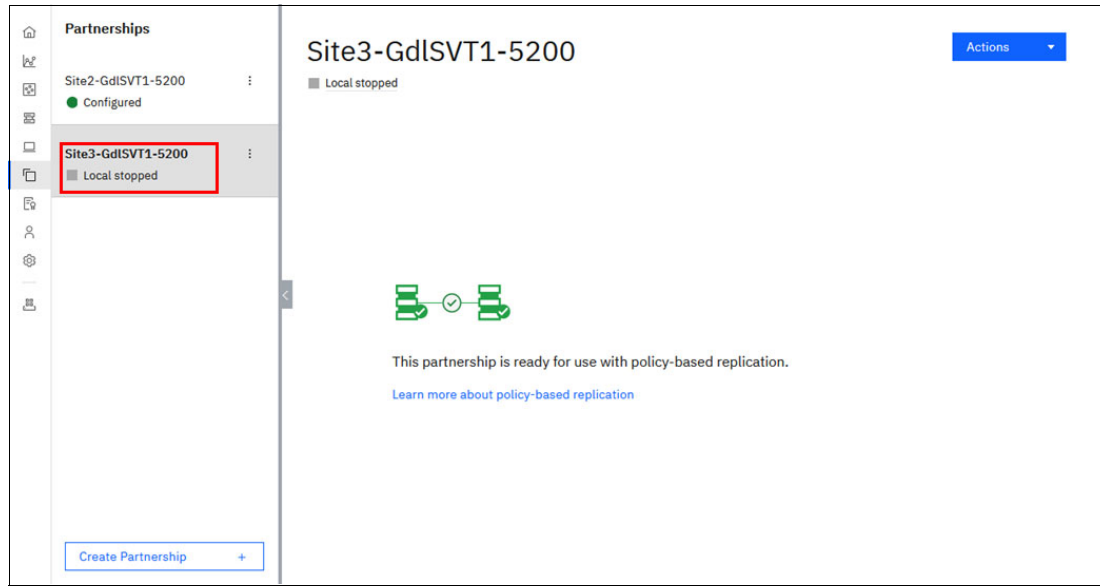 Partnerships
Site2-GdlSVT1-5200
Configured
Site3-GdlSVT1-5200
Local stopped
Create Partnership +
Site3-GdlSVT1-5200
Local stopped
Actions
This partnership is ready for use with policy-based replication.
Learn more about policy-based replication